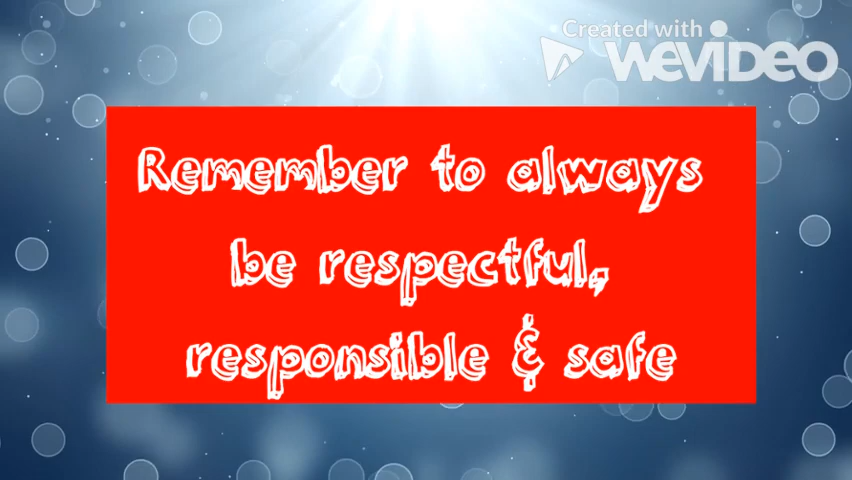 Created with
WeVideo
Remember to always
be respectful,
responsible & safe